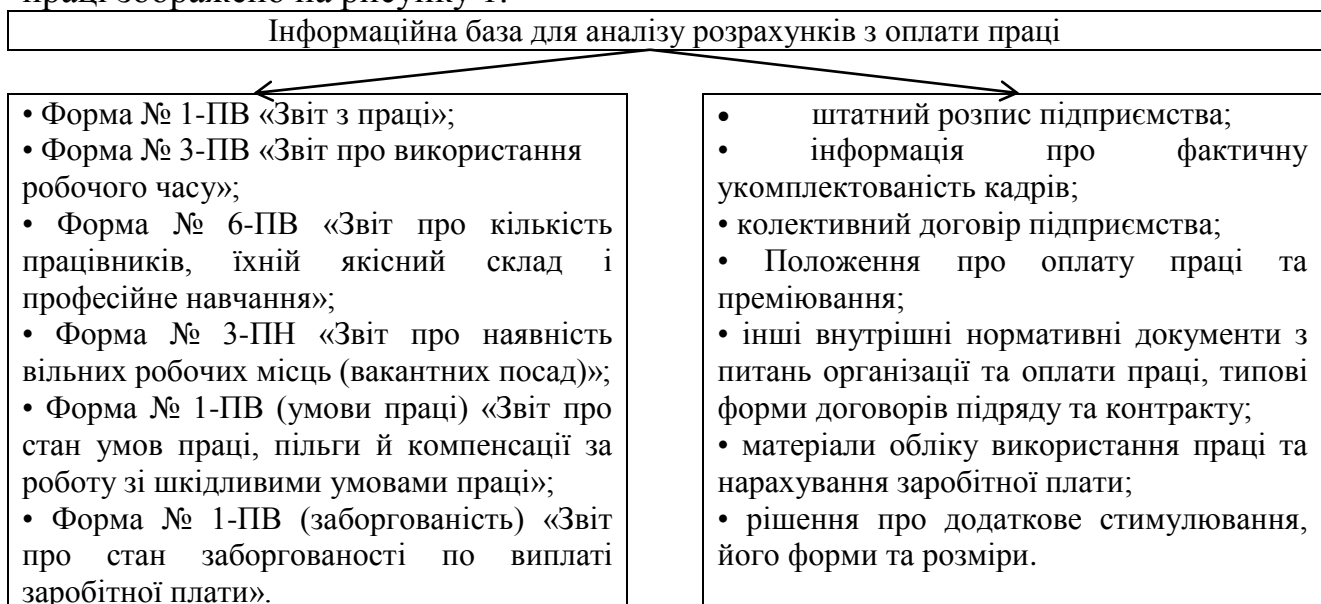 праці зображено на рисунку 1.
Інформаційна база для аналізу розрахунків з оплати праці
• Форма № 1-ПВ «Звіт з праці»;
• Форма № 3-ПВ «Звіт про використання
робочого часу»;
• Форма № 6-ПВ «Звіт про кількість
працівників, їхній якісний склад і
професійне навчання»;
• Форма № 3-ПН «Звіт про наявність
вільних робочих місць (вакантних посад)»;
• Форма № 1-ПВ (умови праці) «Звіт про
стан умов праці, пільги й компенсації за
роботу зі шкідливими умовами праці»;
• Форма № 1-ПВ (заборгованість) «Звіт
про стан заборгованості по виплаті
заробітної плати».
• штатний розпис підприємства;
• інформація про фактичну
укомплектованість кадрів;
• колективний договір підприємства;
• Положення про оплату праці та
преміювання;
• інші внутрішні нормативні документи з
питань організації та оплати праці, типові
форми договорів підряду та контракту;
• матеріали обліку використання праці та
нарахування заробітної плати;
• рішення про додаткове стимулювання,
його форми та розміри.